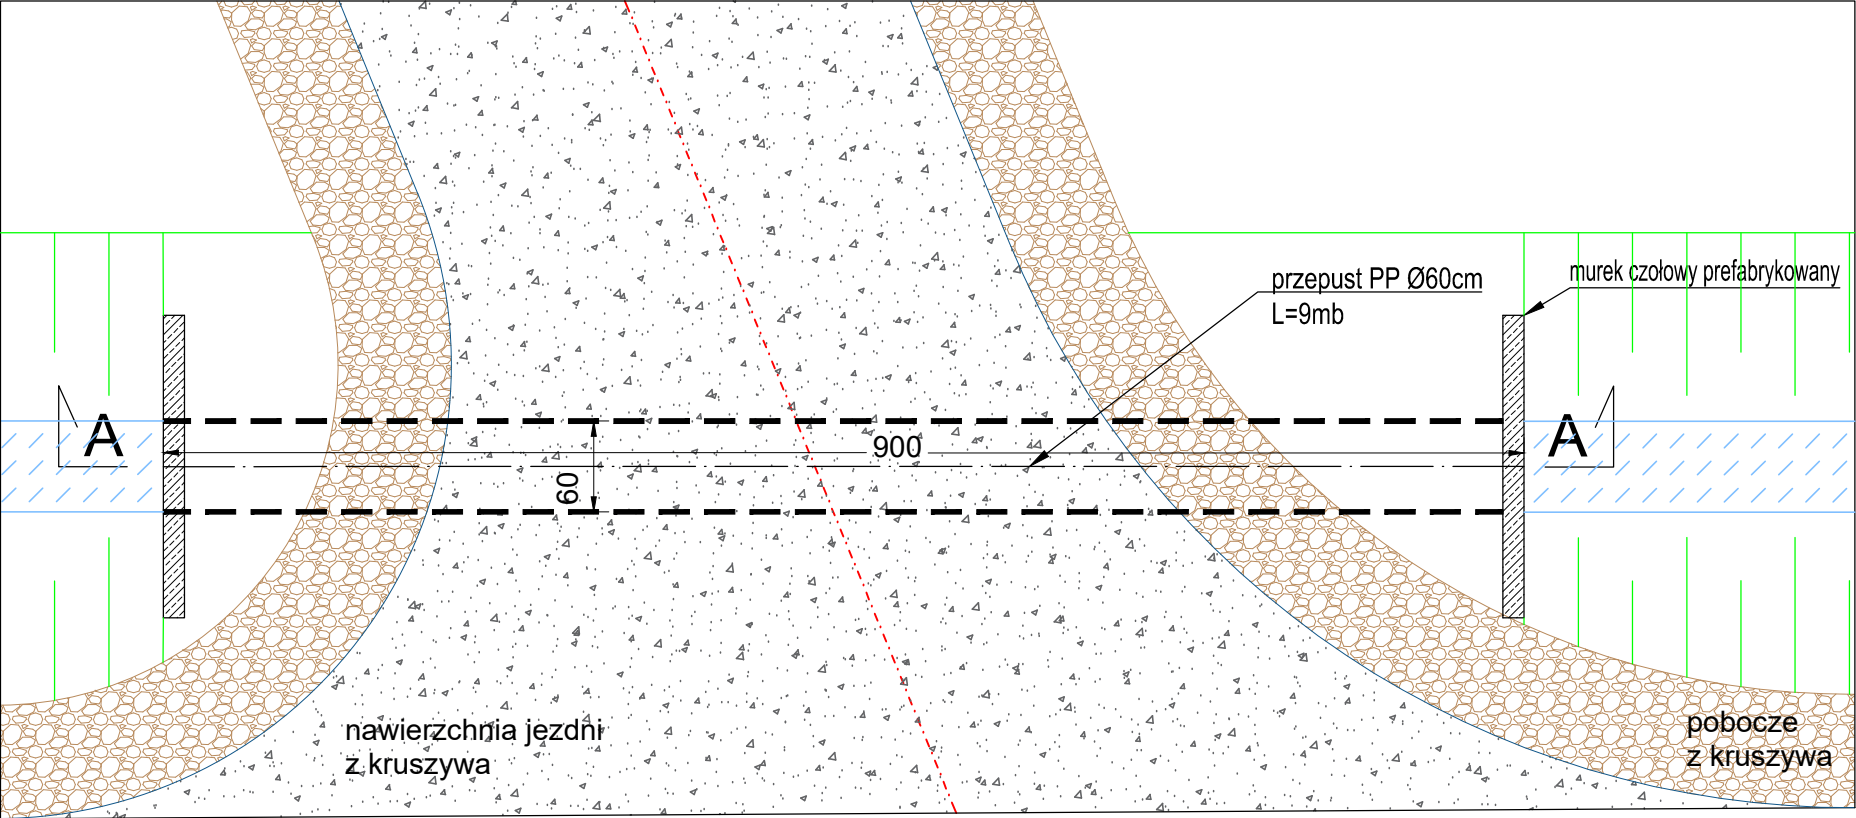 przepust PP Ø60cm
L=9mb
murek czołowy prefabrykowany
A
900
A
60
nawierzchnia jezdni
z kruszywa
pobocze
z kruszywa